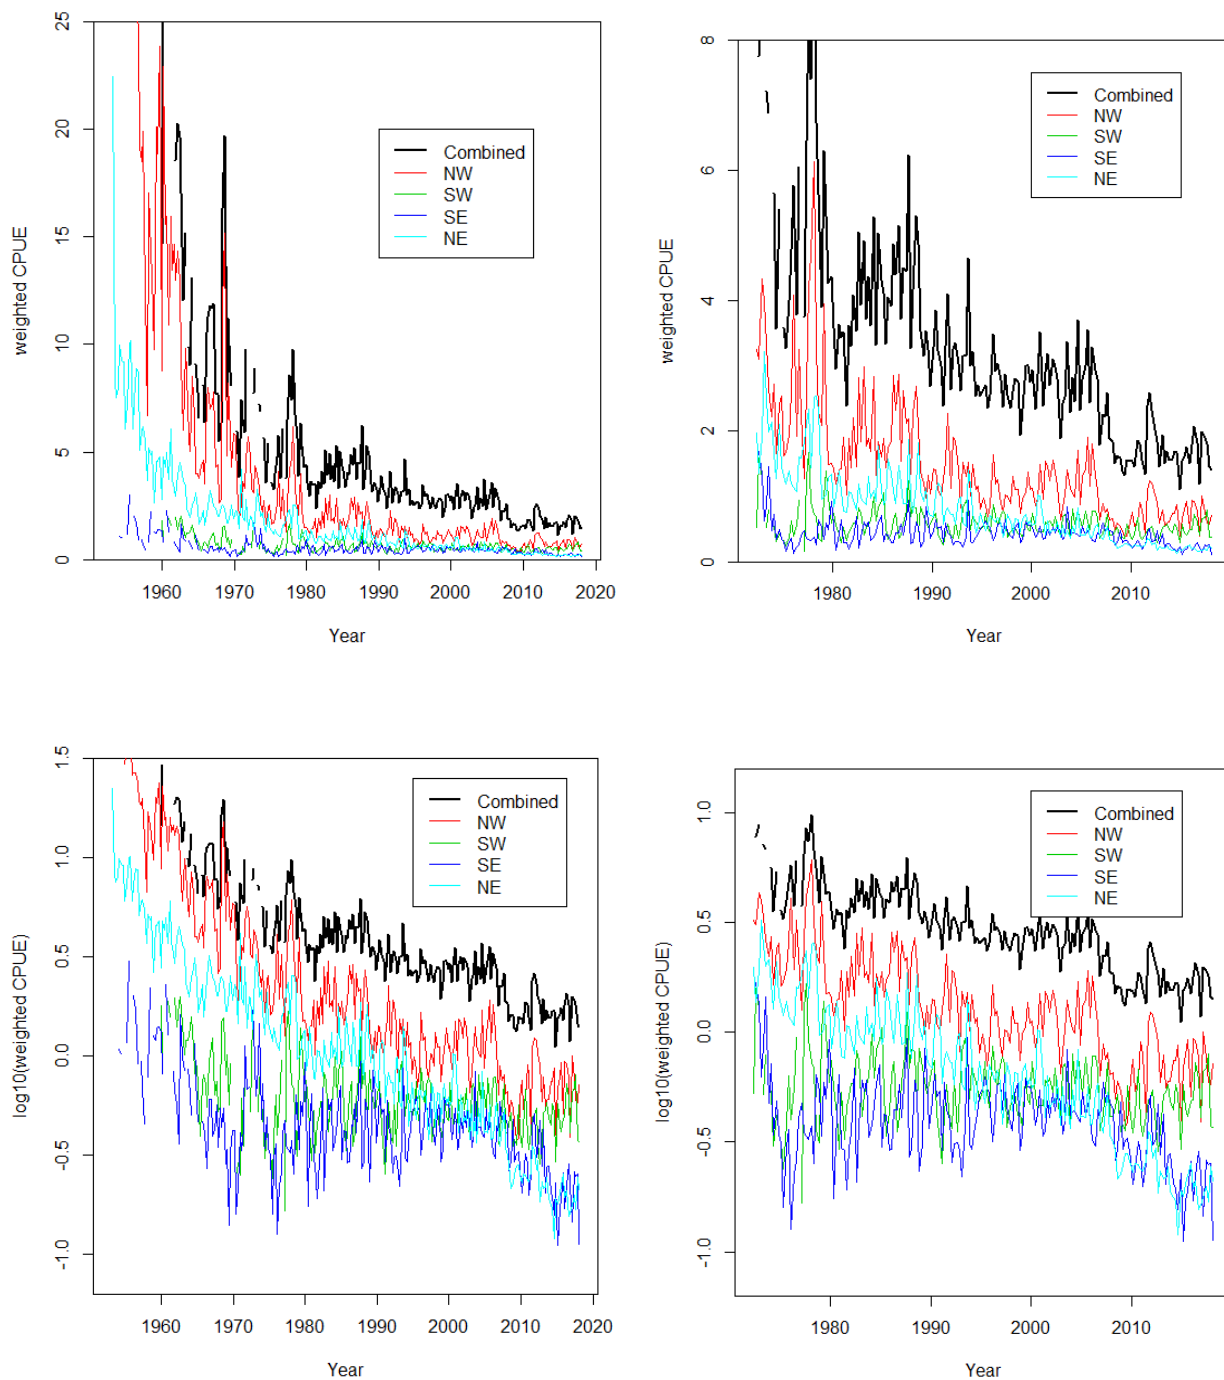 weighted CPUE
25
20
15
10
5
0
Combined
NW
SW
SE
NE
1960 1970 1980 1990 2000 2010 2020
Year
weighted CPUE
8
6
4
2
0
Combined
NW
SW
SE
NE
1980 1990 2000 2010
Year
log10(weighted CPUE)
1.5
1.0
0.5
0.0
-0.5
-1.0
Combined
NW
SW
SE
NE
1960 1970 1980 1990 2000 2010 2020
Year
log10(weighted CPUE)
1.0
0.5
0.0
-0.5
-1.0
Combined
NW
SW
SE
NE
1980 1990 2000 2010
Year